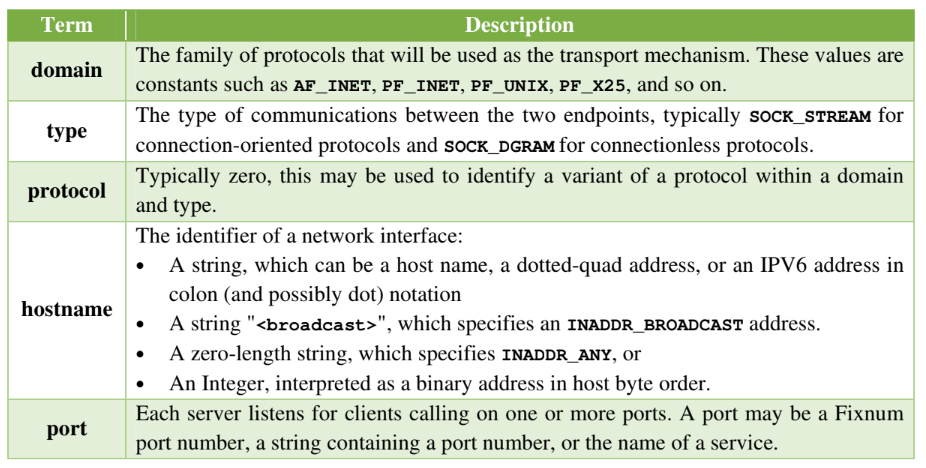 Term Description
domain
The family of protocols that will be used as the transport mechanism. These values are
constants such as AF_INET, PF_INET, PF_UNIX, PF_X25, and so on.
type
The type of communications between the two endpoints, typically SOCK_STREAM for
connection-oriented protocols and SOCK_DGRAM for connectionless protocols.
protocol
Typically zero, this may be used to identify a variant of a protocol within a domain
and type.
hostname
The identifier of a network interface:
• A string, which can be a host name, a dotted-quad address, or an IPV6 address in
colon (and possibly dot) notation
• A string "<broadcast>", which specifies an INADDR_BROADCAST address.
• A zero-length string, which specifies INADDR_ANY, or
• An Integer, interpreted as a binary address in host byte order.
port
Each server listens for clients calling on one or more ports. A port may be a Fixnum
port number, a string containing a port number, or the name of a service.